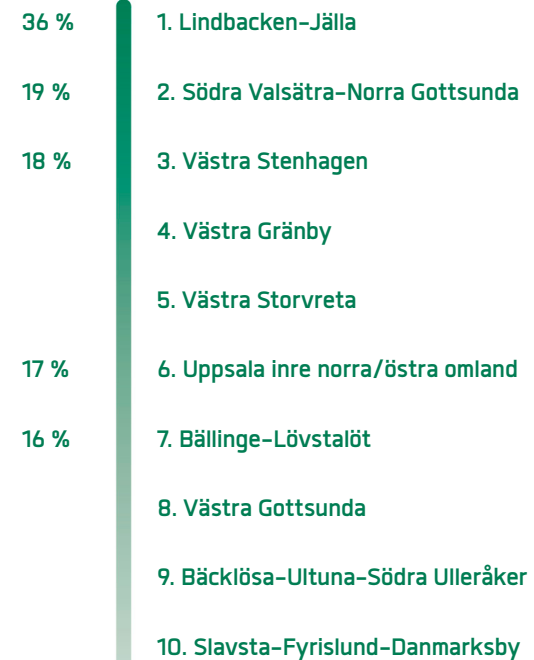 36 % 1. Lindbacken-Jälla
19 % 2. Södra Valsätra-Norra Gottsunda
18 % 3. Västra Stenhagen
4. Västra Gränby
5. Västra Storvreta
17 % 6. Uppsala inre norra/östra omland
16 % 7. Bällinge-Lövstalöt
8. Västra Gottsunda
9. Bäcklösa-Ultuna-Södra Ulleråker
10. Slavsta-Fyrislund-Danmarksby